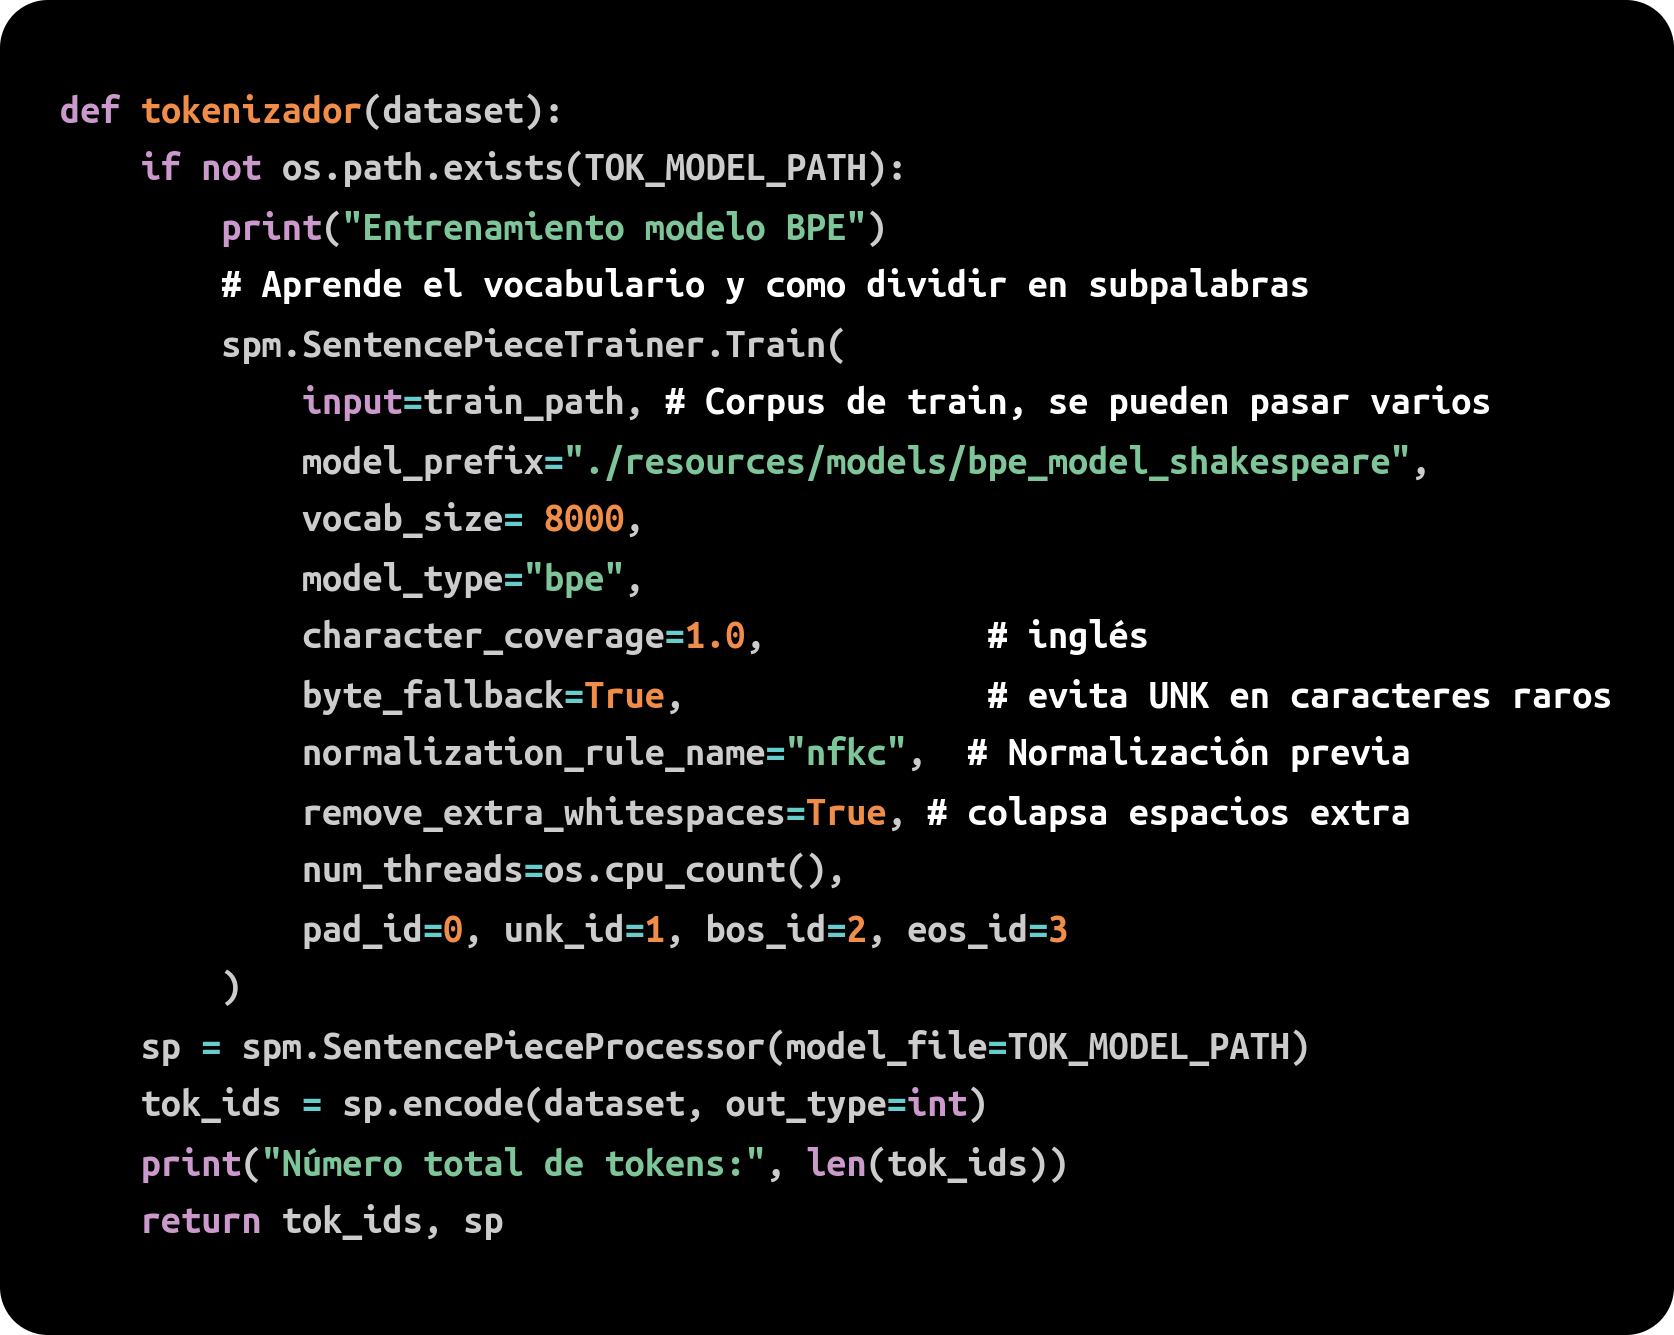 def tokenizador(dataset):
    if not os.path.exists(TOK_MODEL_PATH):
        print("Entrenamiento modelo BPE")
        # Aprende el vocabulario y como dividir en subpalabras
        spm.SentencePieceTrainer.Train(
            input=train_path, # Corpus de train, se pueden pasar varios
            model_prefix="./resources/models/bpe_model_shakespeare",
            vocab_size= 8000,
            model_type="bpe",
            character_coverage=1.0,           # inglés
            byte_fallback=True,               # evita UNK en caracteres raros
            normalization_rule_name="nfkc",  # Normalización previa
            remove_extra_whitespaces=True, # colapsa espacios extra
            num_threads=os.cpu_count(),
            pad_id=0, unk_id=1, bos_id=2, eos_id=3
        )
    sp = spm.SentencePieceProcessor(model_file=TOK_MODEL_PATH)
    tok_ids = sp.encode(dataset, out_type=int)
    print("Número total de tokens:", len(tok_ids))
    return tok_ids, sp